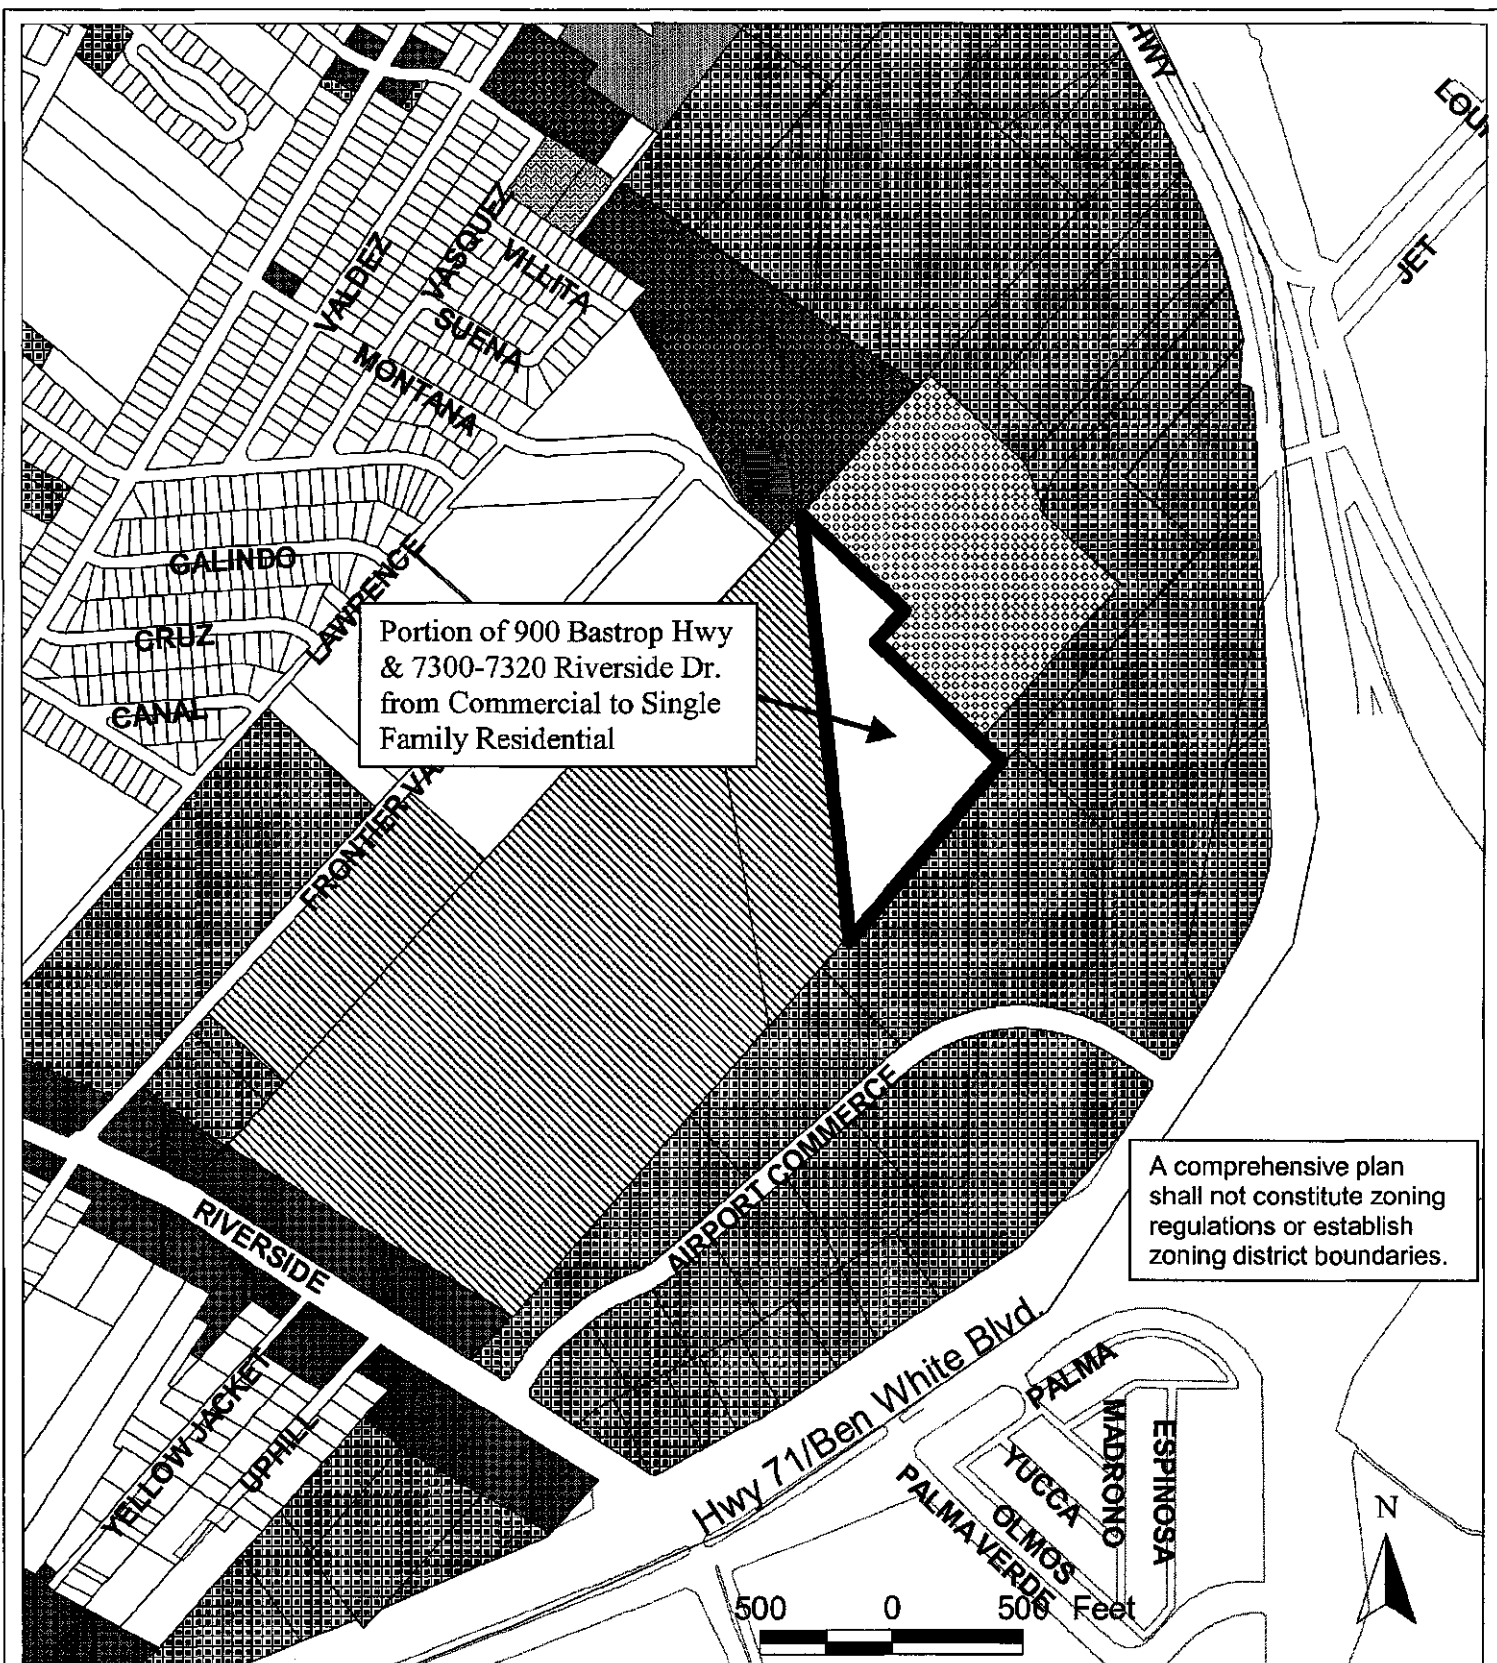 HWY
JET
VASQUEZ
VILLITA
VALDEZ
SUENA
MONTANA
GALINDO
LAWRENCE
CRUZ
CANAL
Portion of 900 Bastrop Hwy
& 7300-7320 Riverside Dr.
from Commercial to Single
Family Residential
FRONTIER VA
AIRPORT COMMERCE
A comprehensive plan
shall not constitute zoning
regulations or establish
zoning district boundaries.
RIVERSIDE
Hwy 71/Ben White Blvd.
PALMA
MADRONO
ESPINOSA
YELLOW JACKET
UPHILL
YUCCA
OLMOS
PALMA VERDE
N
500 0 500 Feet